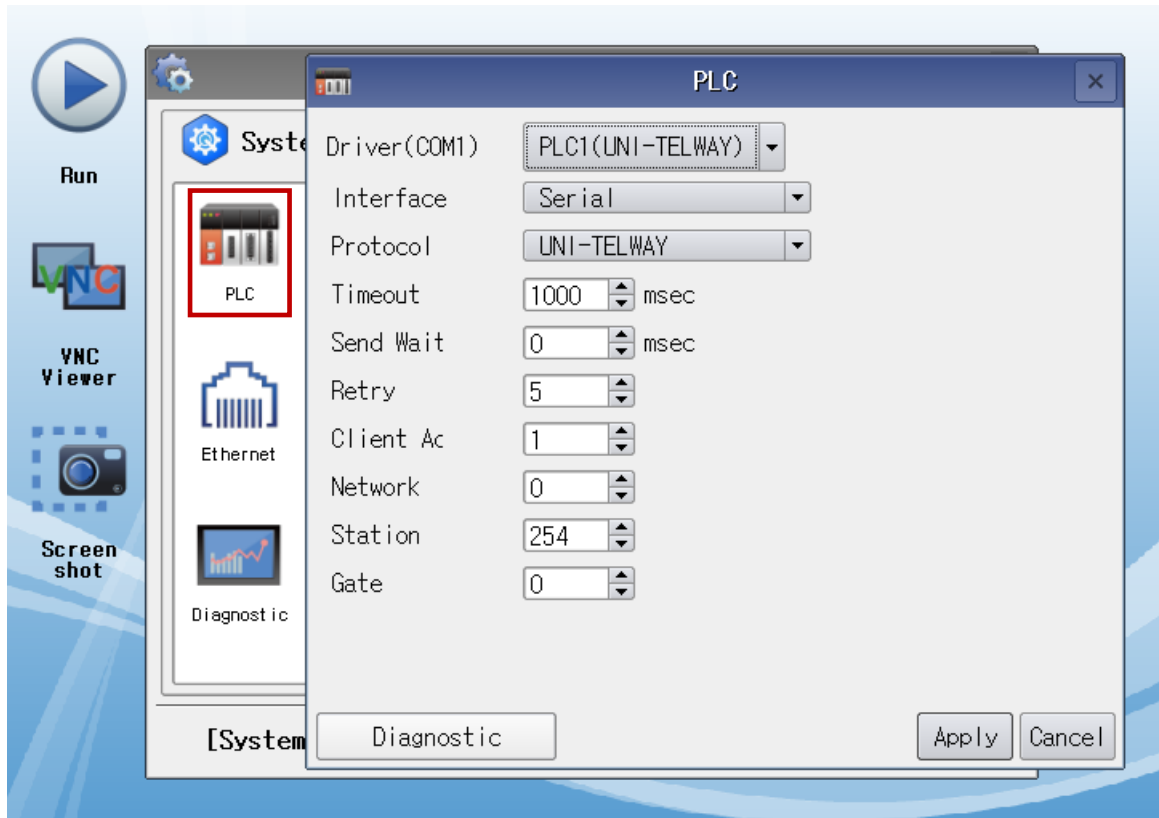 Run
VNC
VNC
Viewer
Screen
shot
Syste
PLC
Ethernet
Diagnostic
[System
PLC
Driver(COM1) PLC1(UNI-TELWAY)
Interface Serial
Protocol UNI-TELWAY
Timeout 1000 msec
Send Wait 0 msec
Retry 5
Client Ac 1
Network 0
Station 254
Gate 0
Diagnostic Apply Cancel